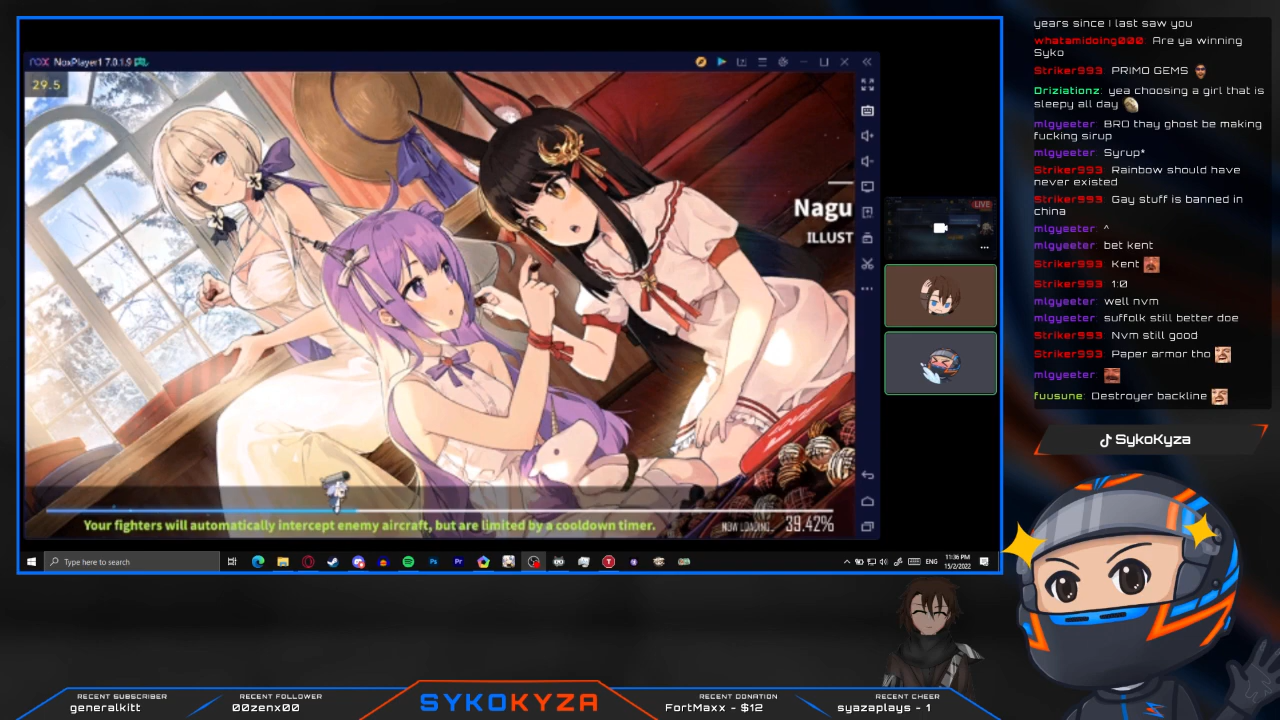 nox NoxPlayer1 7.0.1.9
29.5
Nagu
ILLUST
LIVE
Your fighters will automatically intercept enemy aircraft, but are limited by a cooldown timer.
NOW LOADING... 39.42%
Type here to search
ENG
11:36 PM
15/2/2022
years since I last saw you
whatamidoing000 Are ya winning
Syko
Striker993 PRIMO GEMS
Driziationz: yea choosing a girl that is
sleepy all day
mlgyeeter: BRO thay ghost be making
fucking sirup
mlgyeeter: Syrup*
Striker993 Rainbow should have
never existed
Striker993 Gay stuff is banned in
china
mlgyeeter: ^
mlgyeeter: bet kent
Striker993 Kent
Striker993 1:0
mlgyeeter: well nvm
mlgyeeter: suffolk still better doe
Striker993 Nvm still good
Striker993 Paper armor tho
mlgyeeter:
fuusune: Destroyer backline
SykoKyza
RECENT SUBSCRIBER
generalkitt
RECENT FOLLOWER
00zenx00
SYKOKYZA
RECENT DONATION
FortMaxx - $12
RECENT CHEER
syazaplays - 1